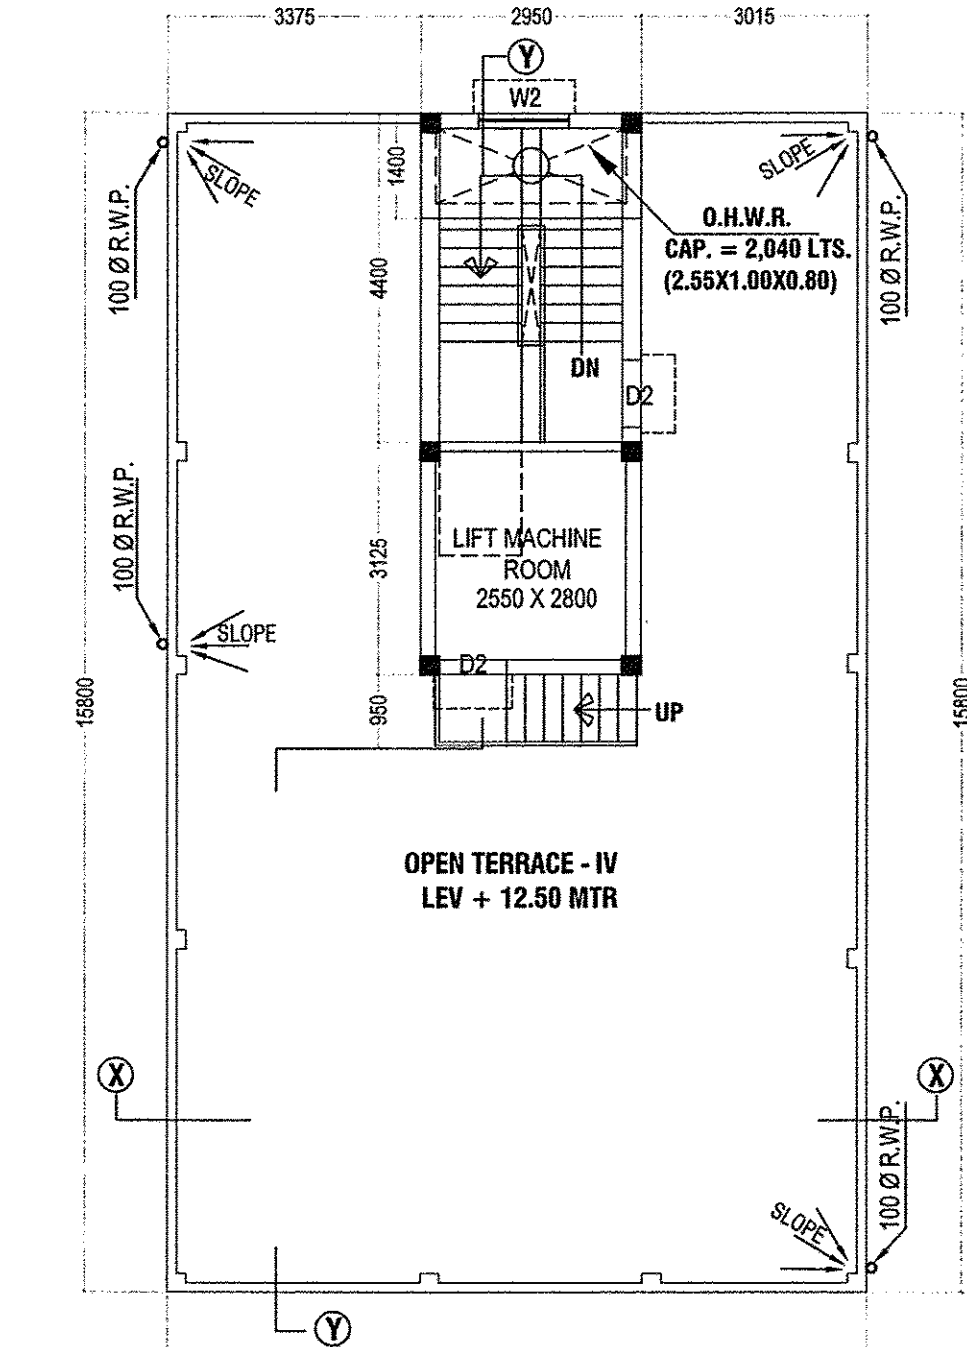 3375
2950
3015
Y
W2
1400
SLOPE
SLOPE
100 Ø R.W.P.
100 Ø R.W.P.
O.H.W.R.
CAP. = 2,040 LTS.
(2.55X1.00X0.80)
4400
DN
D2
100 Ø R.W.P.
3125
LIFT MACHINE
ROOM
2550 X 2800
SLOPE
D2
950
UP
15800
15800
OPEN TERRACE - IV
LEV + 12.50 MTR
X
X
100 Ø R.W.P.
SLOPE
Y